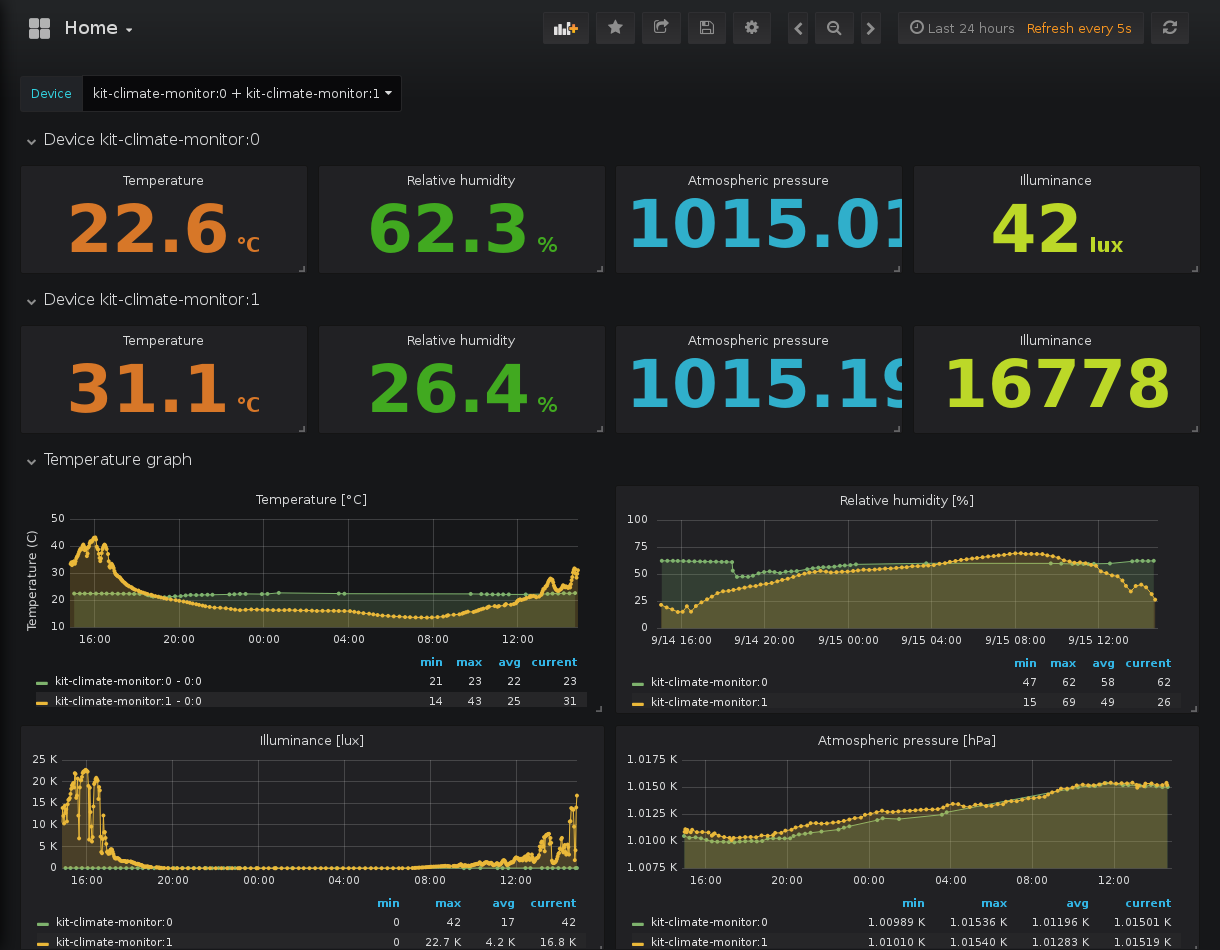 Home
Last 24 hours Refresh every 5s
Device kit-climate-monitor:0 + kit-climate-monitor:1
Device kit-climate-monitor:0
Temperature Relative humidity Atmospheric pressure Illuminance
22.6 °C 62.3 % 1015.01 42 lux
Device kit-climate-monitor:1
Temperature Relative humidity Atmospheric pressure Illuminance
31.1 °C 26.4 % 1015.19 16778
Temperature graph
Temperature [°C]
Temperature (C)
50
40
30
20
10
16:00 20:00 00:00 04:00 08:00 12:00
min max avg current
kit-climate-monitor:0 - 0:0 21 23 22 23
kit-climate-monitor:1 - 0:0 14 43 25 31
Relative humidity [%]
100
75
50
25
0
9/14 16:00 9/14 20:00 9/15 00:00 9/15 04:00 9/15 08:00 9/15 12:00
min max avg current
kit-climate-monitor:0 47 62 58 62
kit-climate-monitor:1 15 69 49 26
Illuminance [lux]
25 K
20 K
15 K
10 K
5 K
0
16:00 20:00 00:00 04:00 08:00 12:00
min max avg current
kit-climate-monitor:0 0 42 17 42
kit-climate-monitor:1 0 22.7 K 4.2 K 16.8 K
Atmospheric pressure [hPa]
1.0175 K
1.0150 K
1.0125 K
1.0100 K
1.0075 K
16:00 20:00 00:00 04:00 08:00 12:00
min max avg current
kit-climate-monitor:0 1.00989 K 1.01536 K 1.01196 K 1.01501 K
kit-climate-monitor:1 1.01010 K 1.01540 K 1.01283 K 1.01519 K